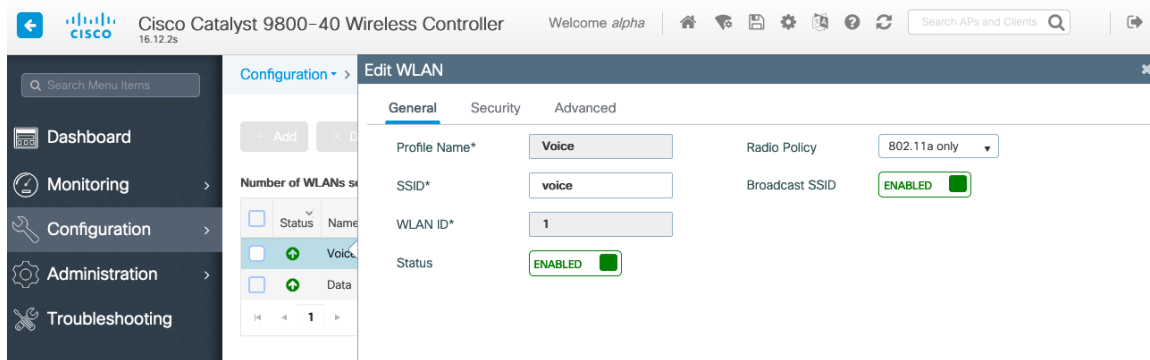 CISCO
Cisco Catalyst 9800-40 Wireless Controller
16.12.2s
Welcome alpha
Search APs and Clients
Search Menu Items
Dashboard
Monitoring
Configuration
Administration
Troubleshooting
Configuration >
Edit WLAN
+ Add
× D
Number of WLANs se
Status Name
Voice
Data
1
General Security Advanced
Profile Name* Voice
SSID* voice
WLAN ID* 1
Status ENABLED
Radio Policy 802.11a only
Broadcast SSID ENABLED